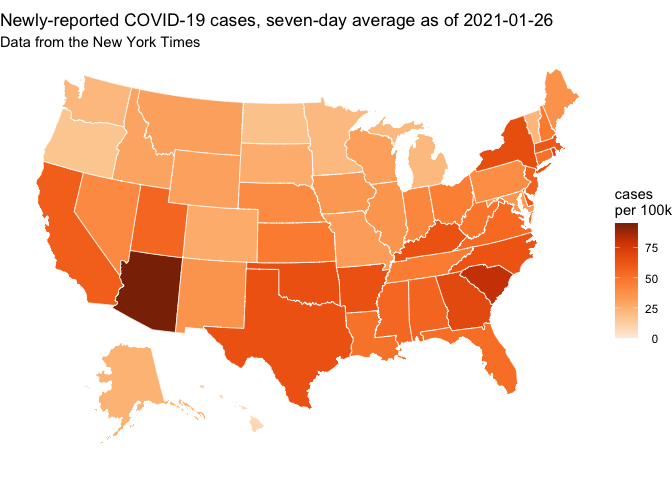 Newly-reported COVID-19 cases, seven-day average as of 2021-01-26
Data from the New York Times
cases
per 100k
75
50
25
0